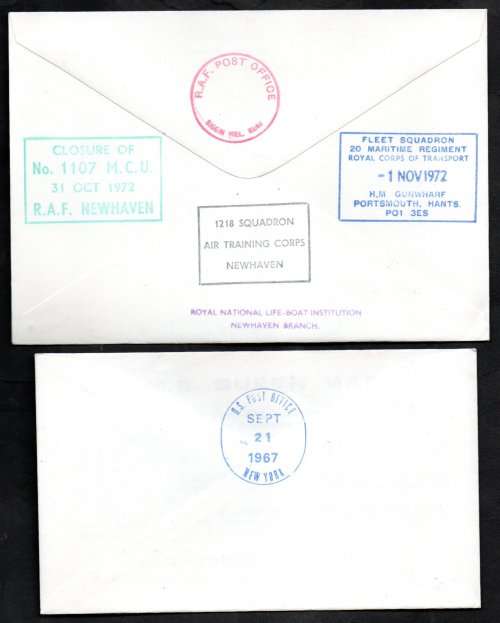 R.A.F. POST OFFICE
CLOSURE OF
No. 1107 M.C.U.
31 OCT 1972
R.A.F. NEWHAVEN
FLEET SQUADRON
20 MARITIME REGIMENT
ROYAL CORPS OF TRANSPORT
-1 NOV 1972
H.M GUNWHARF
PORTSMOUTH, HANTS.
PO1 3ES
1218 SQUADRON
AIR TRAINING CORPS
NEWHAVEN
ROYAL NATIONAL LIFE-BOAT INSTITUTION
NEWHAVEN BRANCH.
U.S. POST OFFICE
SEPT
21
1967
NEW YORK